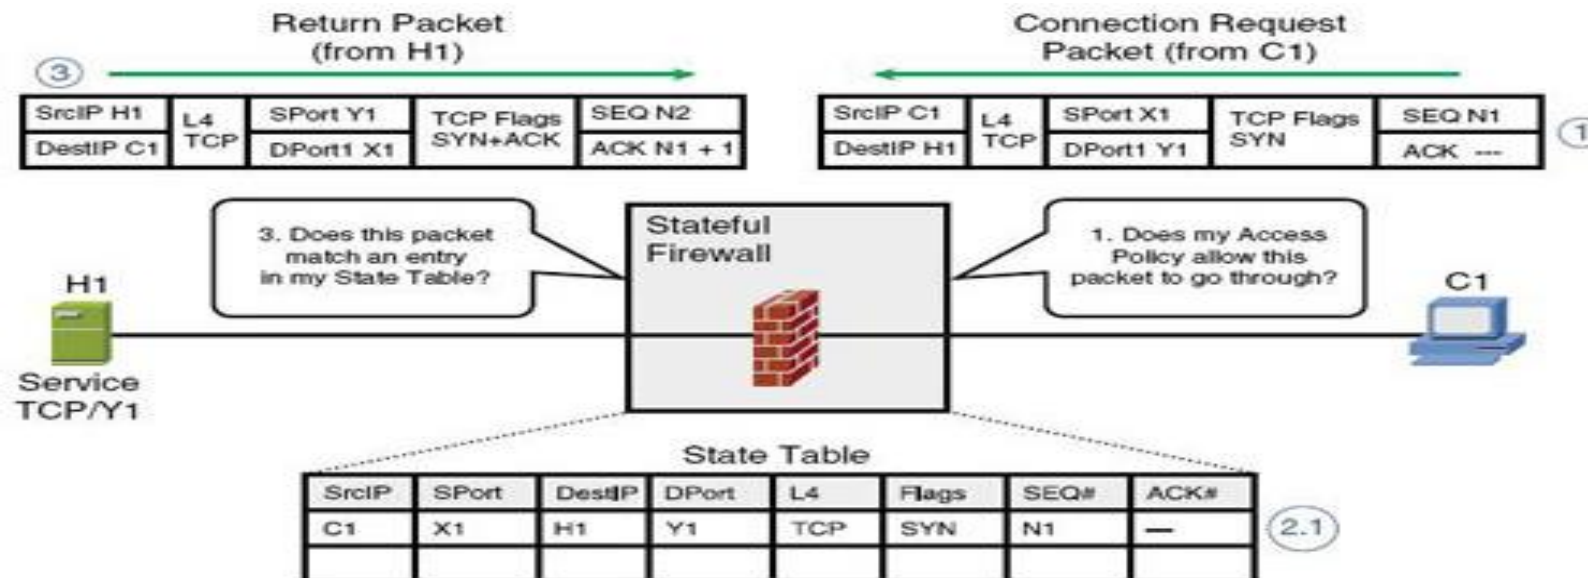 Return Packet
(from H1)
Connection Request
Packet (from C1)
3
SrcIP H1
DestIP C1
L4
TCP
SPort Y1
DPort1 X1
TCP Flags
SYN+ACK
SEQ N2
ACK N1 + 1
SrcIP C1
DestIP H1
L4
TCP
SPort X1
DPort1 Y1
TCP Flags
SYN
SEQ N1
ACK ---
1
3. Does this packet
match an entry
in my State Table?
Stateful
Firewall
1. Does my Access
Policy allow this
packet to go through?
H1
C1
Service
TCP/Y1
State Table
SrcIP SPort DestIP DPort L4 Flags SEQ# ACK#
C1 X1 H1 Y1 TCP SYN N1 —
2.1